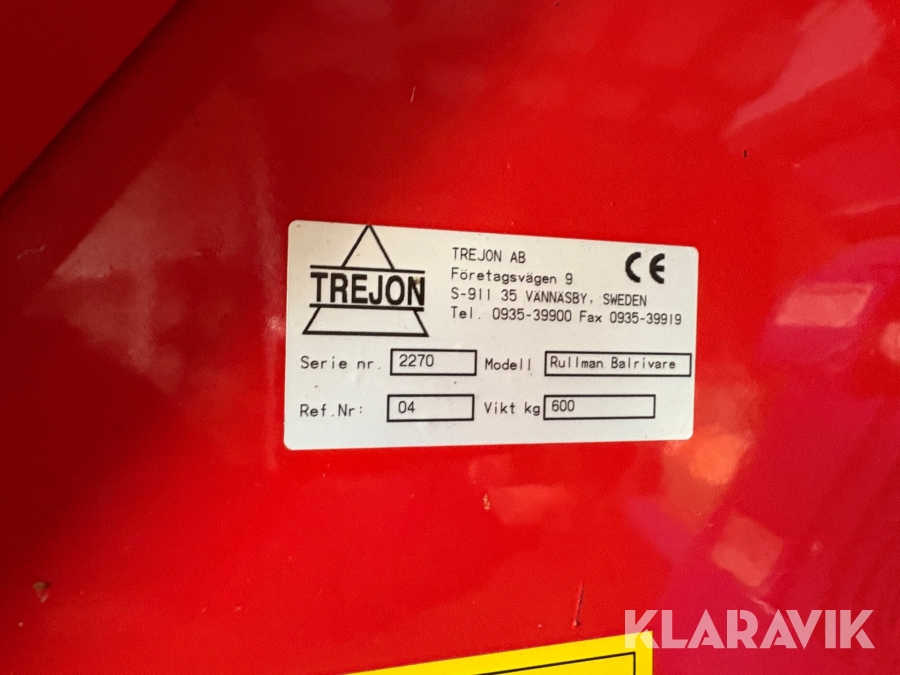 TREJON
TREJON AB
Företagsvägen 9
S-911 35 VÄNNÄSBY, SWEDEN
Tel. 0935-39900 Fax 0935-39919
CE
Serie nr. 2270 Modell Rullman Balrivare
Ref.Nr: 04 Vikt kg 600
KLARAVIK